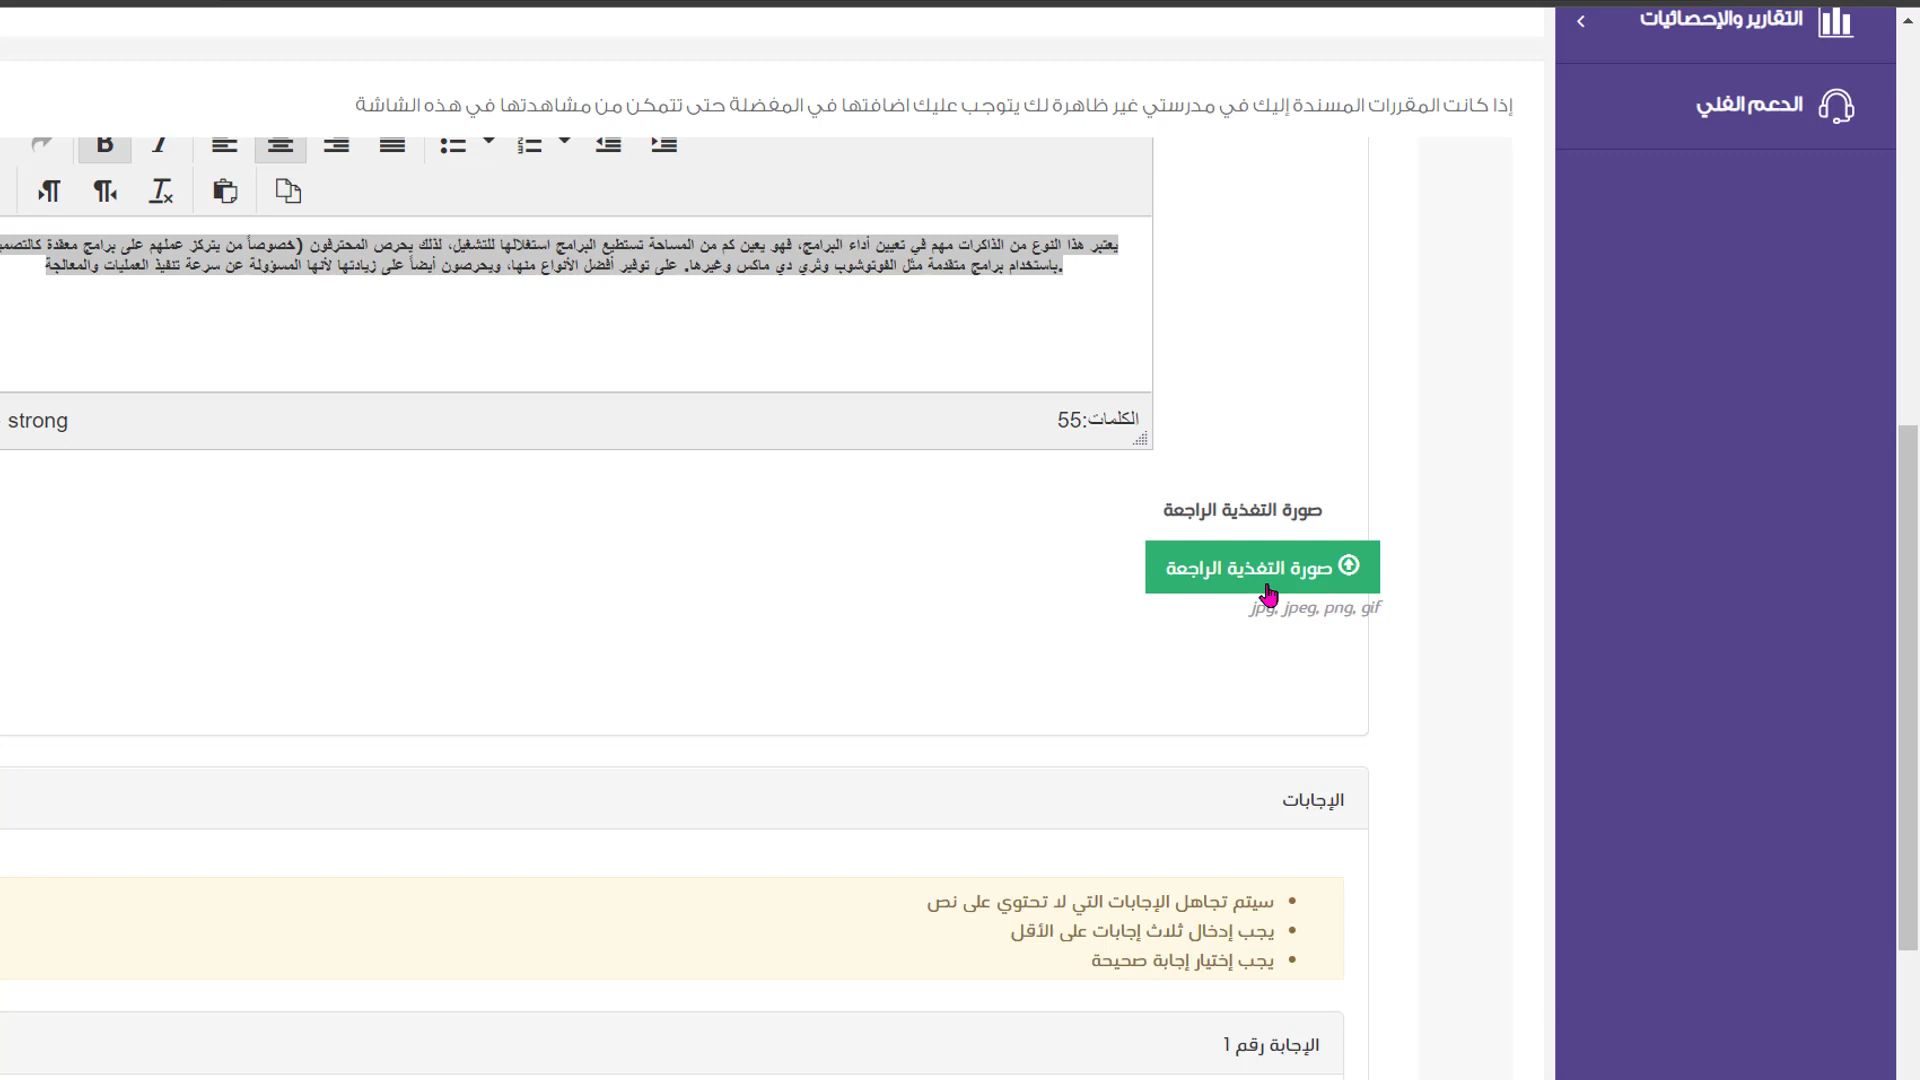 التقارير والإحصائيات
الدعم الفني
إذا كانت المقررات المسندة إليك في مدرستي غير ظاهرة لك يتوجب عليك اضافتها في المفضلة حتى تتمكن من مشاهدتها في هذه الشاشة
يعتبر هذا النوع من الذاكرات مهم في تعيين أداء البرامج، فهو يعين كم من المساحة تستطيع البرامج استغلالها للتشغيل، لذلك يحرص المحترفون (خصوصاً من يتركز عملهم على برامج معقدة كالتصمي
.باستخدام برامج متقدمة مثل الفوتوشوب وثري دي ماكس وغيرها. على توفير أفضل الأنواع منها، ويحرصون أيضاً على زيادتها لأنها المسؤولة عن سرعة تنفيذ العمليات والمعالجة
strong
الكلمات:55
صورة التغذية الراجعة
صورة التغذية الراجعة
jpg, jpeg, png, gif
الإجابات
• سيتم تجاهل الإجابات التي لا تحتوي على نص
• يجب إدخال ثلاث إجابات على الأقل
• يجب إختيار إجابة صحيحة
الإجابة رقم 1